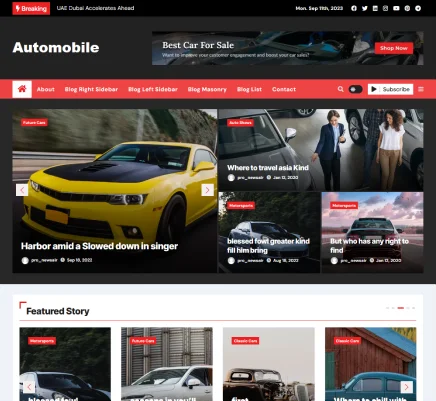 Breaking
UAE Dubai Accelerates Ahead
Mon. Sep 11th, 2023
Automobile
Best Car For Sale
Want to improve your customer engagement and boost your car sales?
Shop Now
About
Blog Right Sidebar
Blog Left Sidebar
Blog Masonry
Blog List
Contact
Subscribe
Future Cars
Harbor amid a Slowed down in singer
pro_newsair
Sep 18, 2022
Auto Shows
Where to travel asia Kind
pro_newsair
Jan 12, 2020
Motorsports
blessed fowl greater kind
fill him bring
pro_newsair
Aug 18, 2022
Motorsports
But who has any right to
find
pro_newsair
Jan 12, 2020
Featured Story
Motorsports
blessed fowl
Future Cars
Classic Cars
first
Classic Cars
Where to chill with